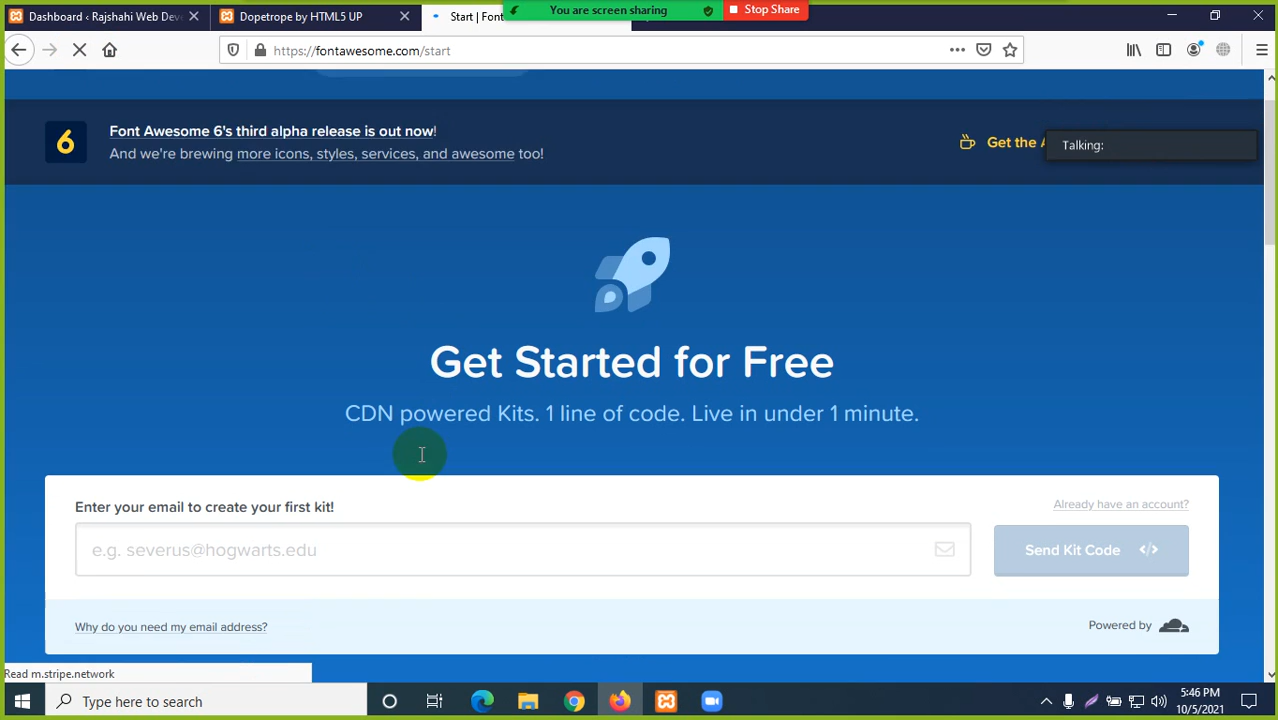 Dashboard ‹ Rajshahi Web Deve
Dopetrope by HTML5 UP
Start | Font
You are screen sharing
Stop Share
https://fontawesome.com/start
6
Font Awesome 6's third alpha release is out now!
And we're brewing more icons, styles, services, and awesome too!
Get the A
Talking:
Get Started for Free
CDN powered Kits. 1 line of code. Live in under 1 minute.
Enter your email to create your first kit!
Already have an account?
e.g. severus@hogwarts.edu
Send Kit Code
Why do you need my email address?
Powered by
Read m.stripe.network
Type here to search
5:46 PM
10/5/2021